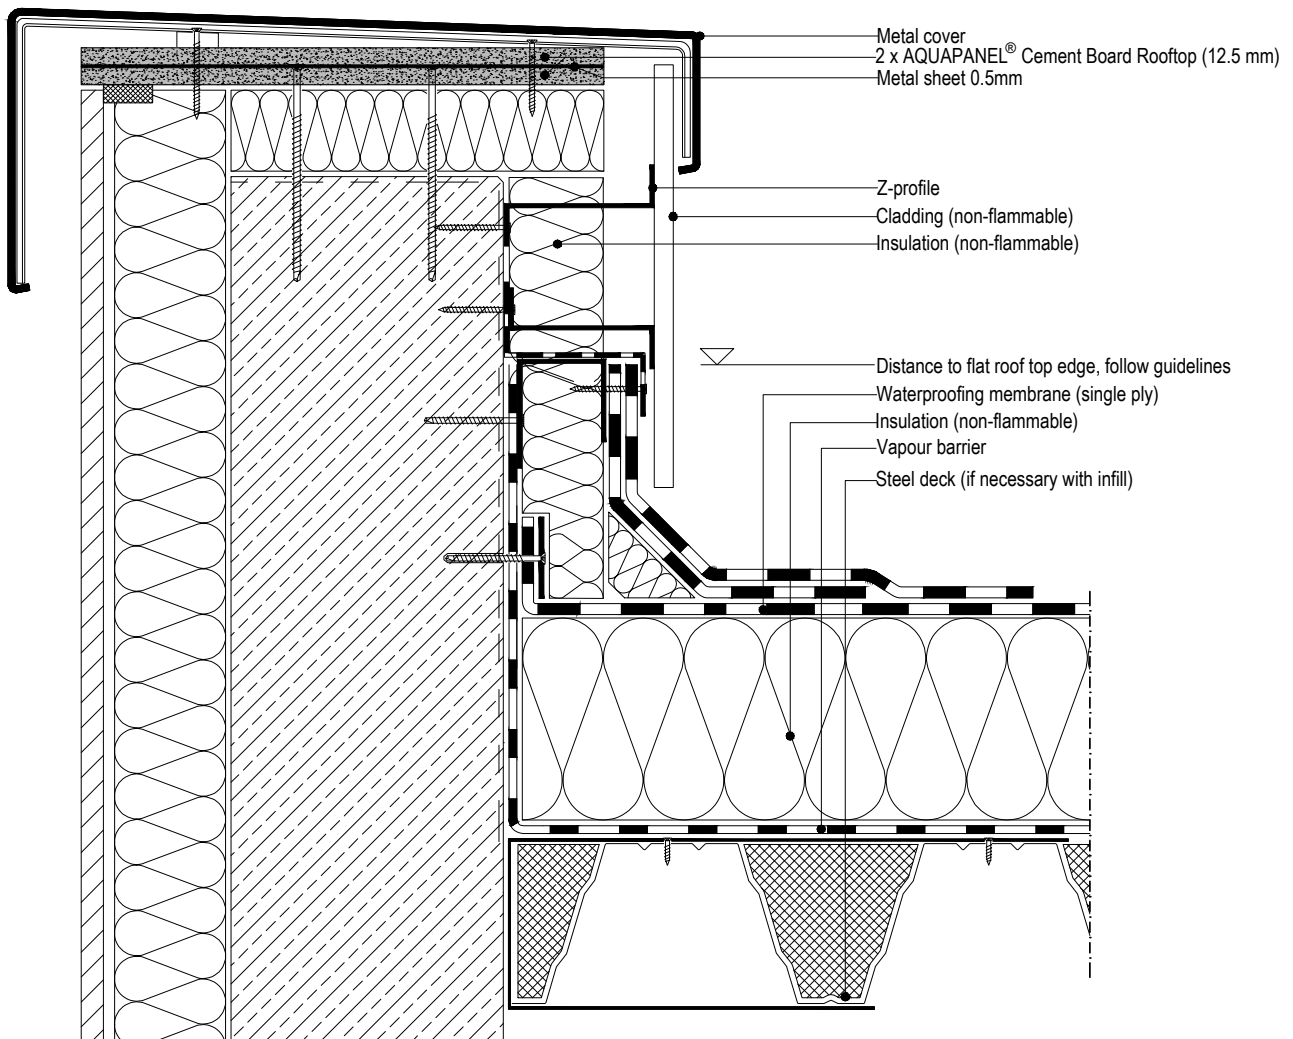 Metal cover
2 x AQUAPANEL® Cement Board Rooftop (12.5 mm)
Metal sheet 0.5mm
Z-profile
Cladding (non-flammable)
Insulation (non-flammable)
Distance to flat roof top edge, follow guidelines
Waterproofing membrane (single ply)
Insulation (non-flammable)
Vapour barrier
Steel deck (if necessary with infill)